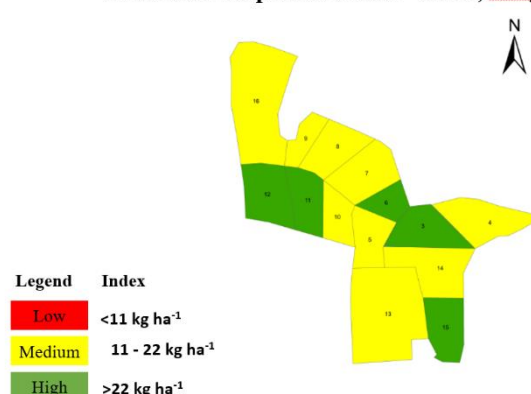 N
16
9
8
7
12
11
6
10
3
4
5
14
13
15
Legend Index
Low <11 kg ha⁻¹
Medium 11 - 22 kg ha⁻¹
High >22 kg ha⁻¹